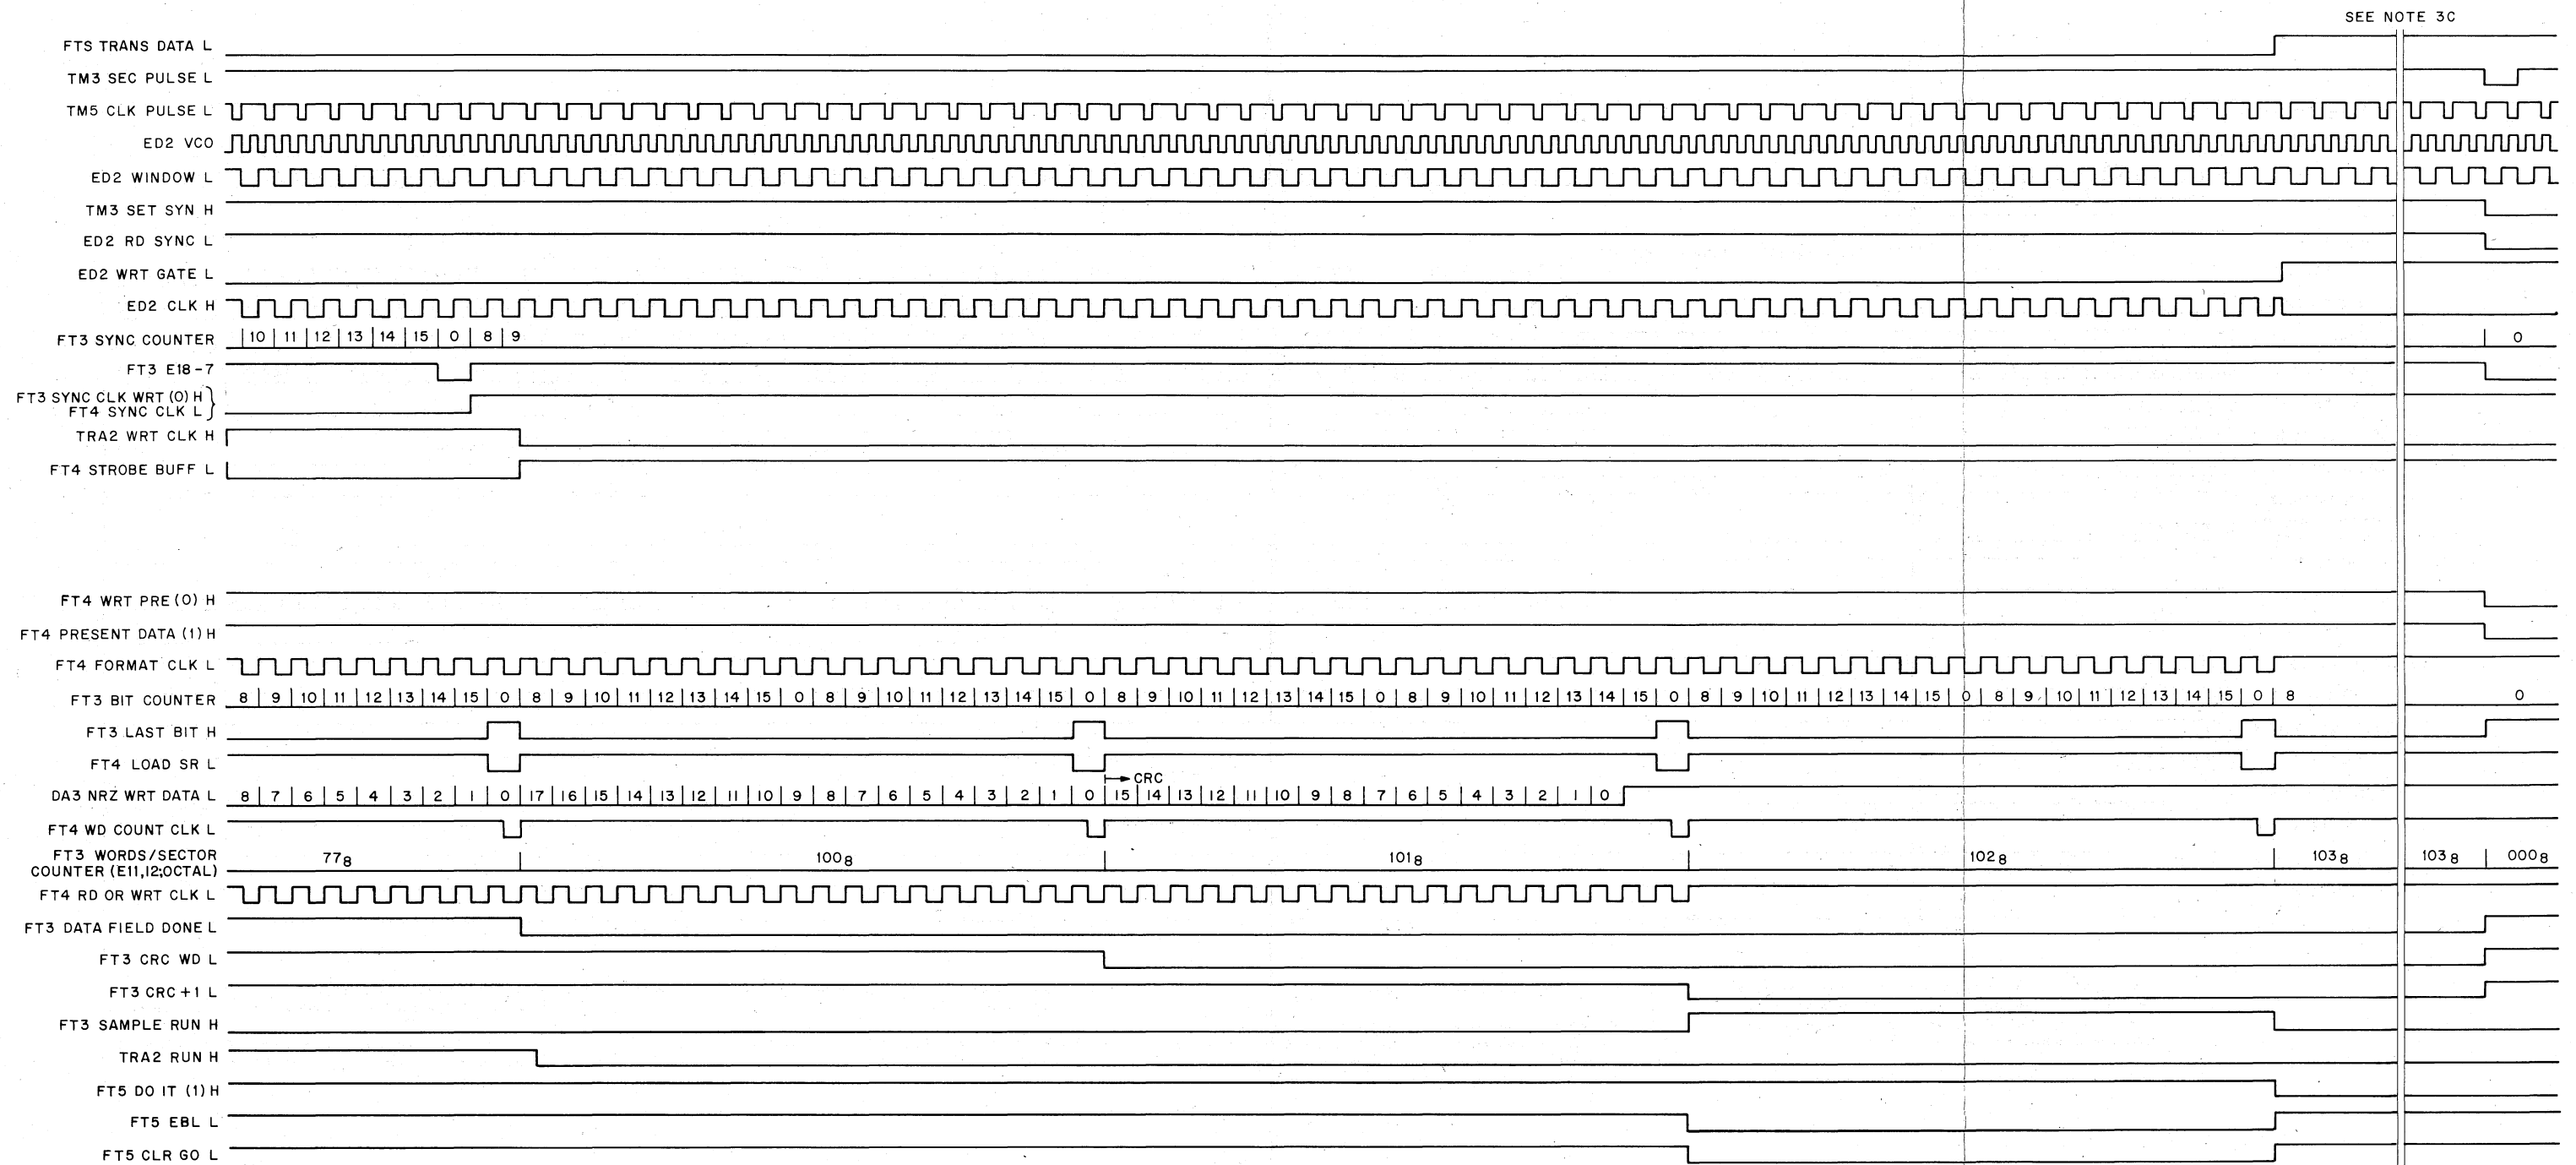 SEE NOTE 3C
FTS TRANS DATA L
TM3 SEC PULSE L
TM5 CLK PULSE L
ED2 VCO
ED2 WINDOW L
TM3 SET SYN H
ED2 RD SYNC L
ED2 WRT GATE L
ED2 CLK H
FT3 SYNC COUNTER 10 11 12 13 14 15 0 8 9 0
FT3 E18-7
FT3 SYNC CLK WRT (0) H
FT4 SYNC CLK L
TRA2 WRT CLK H
FT4 STROBE BUFF L
FT4 WRT PRE (0) H
FT4 PRESENT DATA (1) H
FT4 FORMAT CLK L
FT3 BIT COUNTER 8 9 10 11 12 13 14 15 0 8 9 10 11 12 13 14 15 0 8 9 10 11 12 13 14 15 0 8 9 10 11 12 13 14 15 0 8 9 10 11 12 13 14 15 0 8 9 10 11 12 13 14 15 0 8 9 10 11 12 13 14 15 0 8 0
FT3 LAST BIT H
FT4 LOAD SR L
CRC
DA3 NRZ WRT DATA L 8 7 6 5 4 3 2 1 0 17 16 15 14 13 12 11 10 9 8 7 6 5 4 3 2 1 0 15 14 13 12 11 10 9 8 7 6 5 4 3 2 1 0
FT4 WD COUNT CLK L
FT3 WORDS/SECTOR
COUNTER (E11,12;OCTAL) 77₈ 100₈ 101₈ 102₈ 103₈ 103₈ 000₈
FT4 RD OR WRT CLK L
FT3 DATA FIELD DONE L
FT3 CRC WD L
FT3 CRC+1 L
FT3 SAMPLE RUN H
TRA2 RUN H
FT5 DO IT (1) H
FT5 EBL L
FT5 CLR GO L